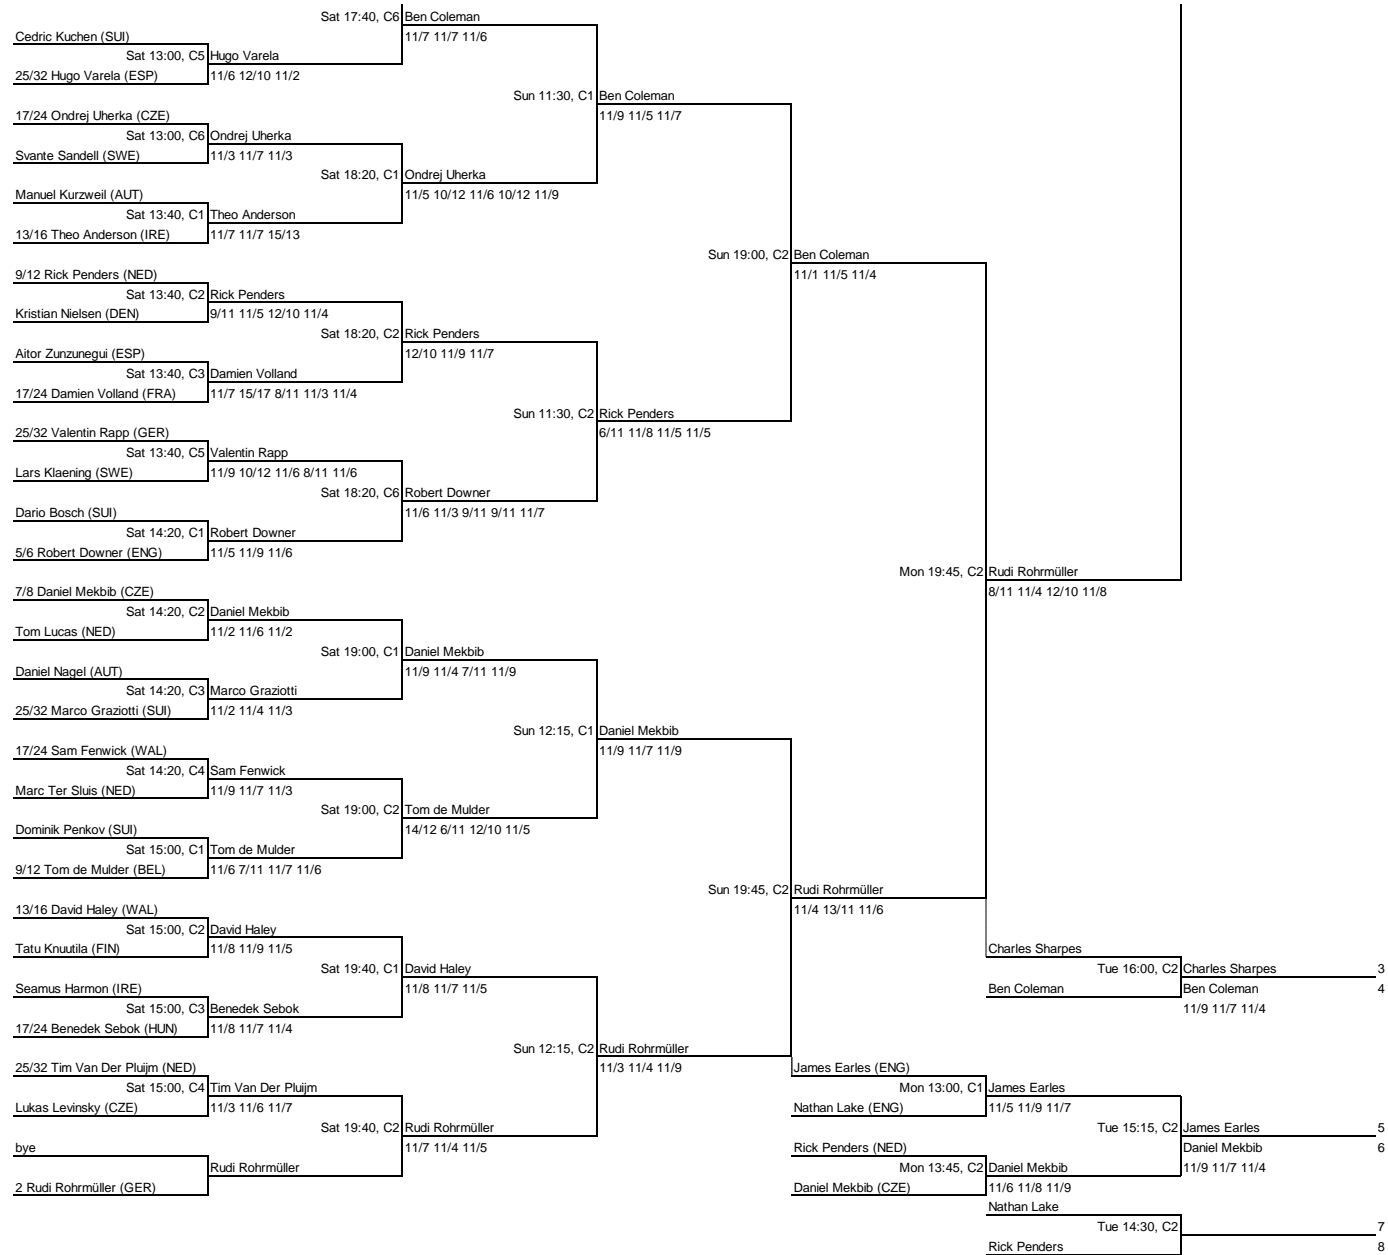 Sat 17:40, C6 Ben Coleman
Cedric Kuchen (SUI) 11/7 11/7 11/6
Sat 13:00, C5 Hugo Varela
25/32 Hugo Varela (ESP) 11/6 12/10 11/2
Sun 11:30, C1 Ben Coleman
17/24 Ondrej Uherka (CZE) 11/9 11/5 11/7
Sat 13:00, C6 Ondrej Uherka
Svante Sandell (SWE) 11/3 11/7 11/3
Sat 18:20, C1 Ondrej Uherka
Manuel Kurzweil (AUT) 11/5 10/12 11/6 10/12 11/9
Sat 13:40, C1 Theo Anderson
13/16 Theo Anderson (IRE) 11/7 11/7 15/13
Sun 19:00, C2 Ben Coleman
9/12 Rick Penders (NED) 11/1 11/5 11/4
Sat 13:40, C2 Rick Penders
Kristian Nielsen (DEN) 9/11 11/5 12/10 11/4
Sat 18:20, C2 Rick Penders
Aitor Zunzunegui (ESP) 12/10 11/9 11/7
Sat 13:40, C3 Damien Volland
17/24 Damien Volland (FRA) 11/7 15/17 8/11 11/3 11/4
Sun 11:30, C2 Rick Penders
25/32 Valentin Rapp (GER) 6/11 11/8 11/5 11/5
Sat 13:40, C5 Valentin Rapp
Lars Klaening (SWE) 11/9 10/12 11/6 8/11 11/6
Sat 18:20, C6 Robert Downer
Dario Bosch (SUI) 11/6 11/3 9/11 9/11 11/7
Sat 14:20, C1 Robert Downer
5/6 Robert Downer (ENG) 11/5 11/9 11/6
Mon 19:45, C2 Rudi Rohrmüller
7/8 Daniel Mekbib (CZE) 8/11 11/4 12/10 11/8
Sat 14:20, C2 Daniel Mekbib
Tom Lucas (NED) 11/2 11/6 11/2
Sat 19:00, C1 Daniel Mekbib
Daniel Nagel (AUT) 11/9 11/4 7/11 11/9
Sat 14:20, C3 Marco Graziotti
25/32 Marco Graziotti (SUI) 11/2 11/4 11/3
Sun 12:15, C1 Daniel Mekbib
17/24 Sam Fenwick (WAL) 11/9 11/7 11/9
Sat 14:20, C4 Sam Fenwick
Marc Ter Sluis (NED) 11/9 11/7 11/3
Sat 19:00, C2 Tom de Mulder
Dominik Penkov (SUI) 14/12 6/11 12/10 11/5
Sat 15:00, C1 Tom de Mulder
9/12 Tom de Mulder (BEL) 11/6 7/11 11/7 11/6
Sun 19:45, C2 Rudi Rohrmüller
13/16 David Haley (WAL) 11/4 13/11 11/6
Sat 15:00, C2 David Haley
Tatu Knuutila (FIN) 11/8 11/9 11/5 Charles Sharpes
Sat 19:40, C1 David Haley Tue 16:00, C2 Charles Sharpes 3
Seamus Harmon (IRE) 11/8 11/7 11/5 Ben Coleman Ben Coleman 4
Sat 15:00, C3 Benedek Sebok 11/9 11/7 11/4
17/24 Benedek Sebok (HUN) 11/8 11/7 11/4
Sun 12:15, C2 Rudi Rohrmüller
25/32 Tim Van Der Pluijm (NED) 11/3 11/4 11/9 James Earles (ENG)
Sat 15:00, C4 Tim Van Der Pluijm Mon 13:00, C1 James Earles
Lukas Levinsky (CZE) 11/3 11/6 11/7 Nathan Lake (ENG) 11/5 11/9 11/7
Sat 19:40, C2 Rudi Rohrmüller Tue 15:15, C2 James Earles 5
bye 11/7 11/4 11/5 Rick Penders (NED) Daniel Mekbib 6
Rudi Rohrmüller Mon 13:45, C2 Daniel Mekbib 11/9 11/7 11/4
2 Rudi Rohrmüller (GER) Daniel Mekbib (CZE) 11/6 11/8 11/9
Nathan Lake
Tue 14:30, C2 7
Rick Penders 8